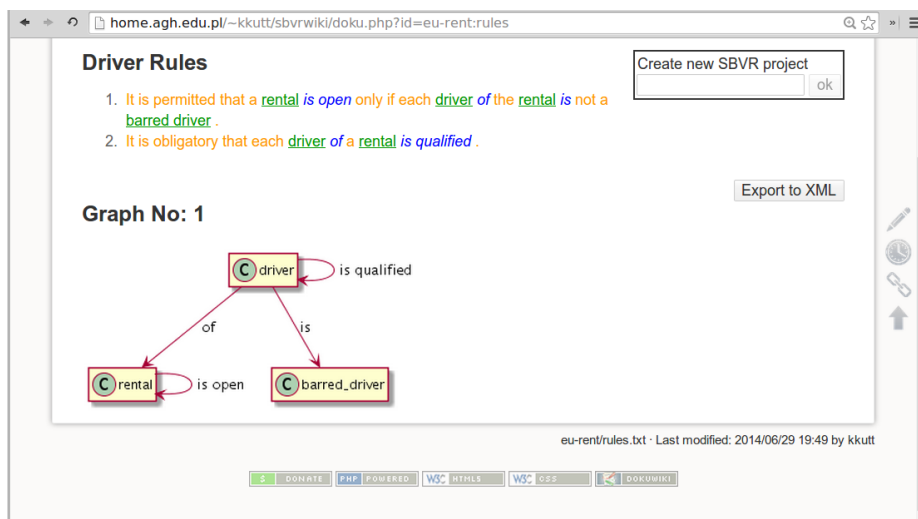 home.agh.edu.pl/~kkutt/sbvrwiki/doku.php?id=eu-rent:rules
Driver Rules
Create new SBVR project
ok
1. It is permitted that a rental is open only if each driver of the rental is not a
barred driver .
2. It is obligatory that each driver of a rental is qualified .
Export to XML
Graph No: 1
C driver is qualified
of is
C rental is open C barred_driver
eu-rent/rules.txt · Last modified: 2014/06/29 19:49 by kkutt
$ DONATE PHP POWERED W3C HTML5 W3C CSS DOKUWIKI